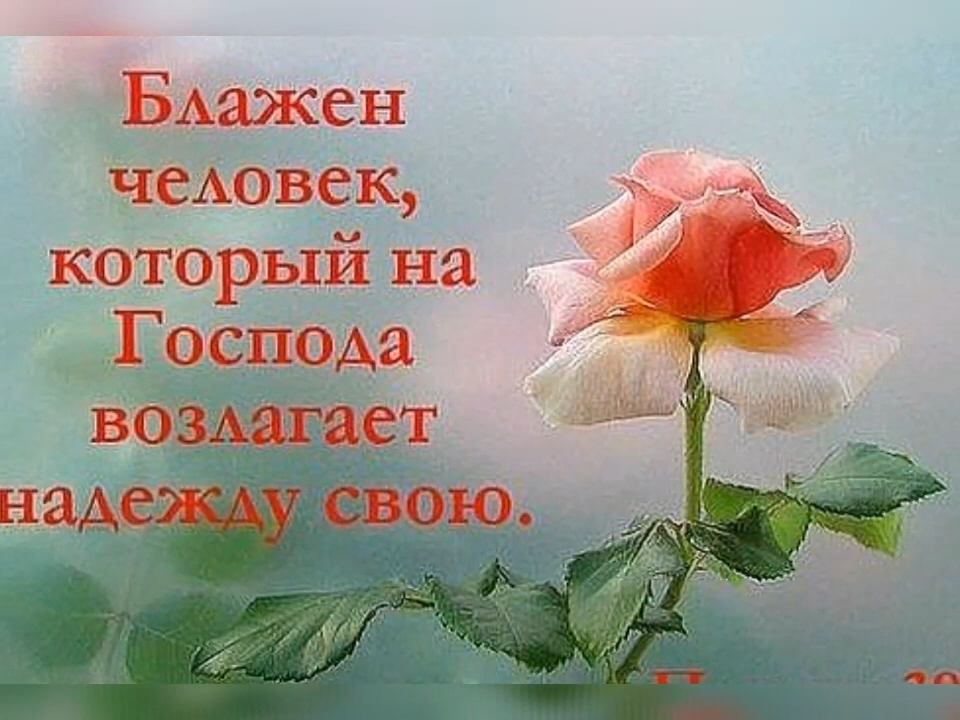 Блажен
человек,
который на
Господа
возлагает
надежду свою.